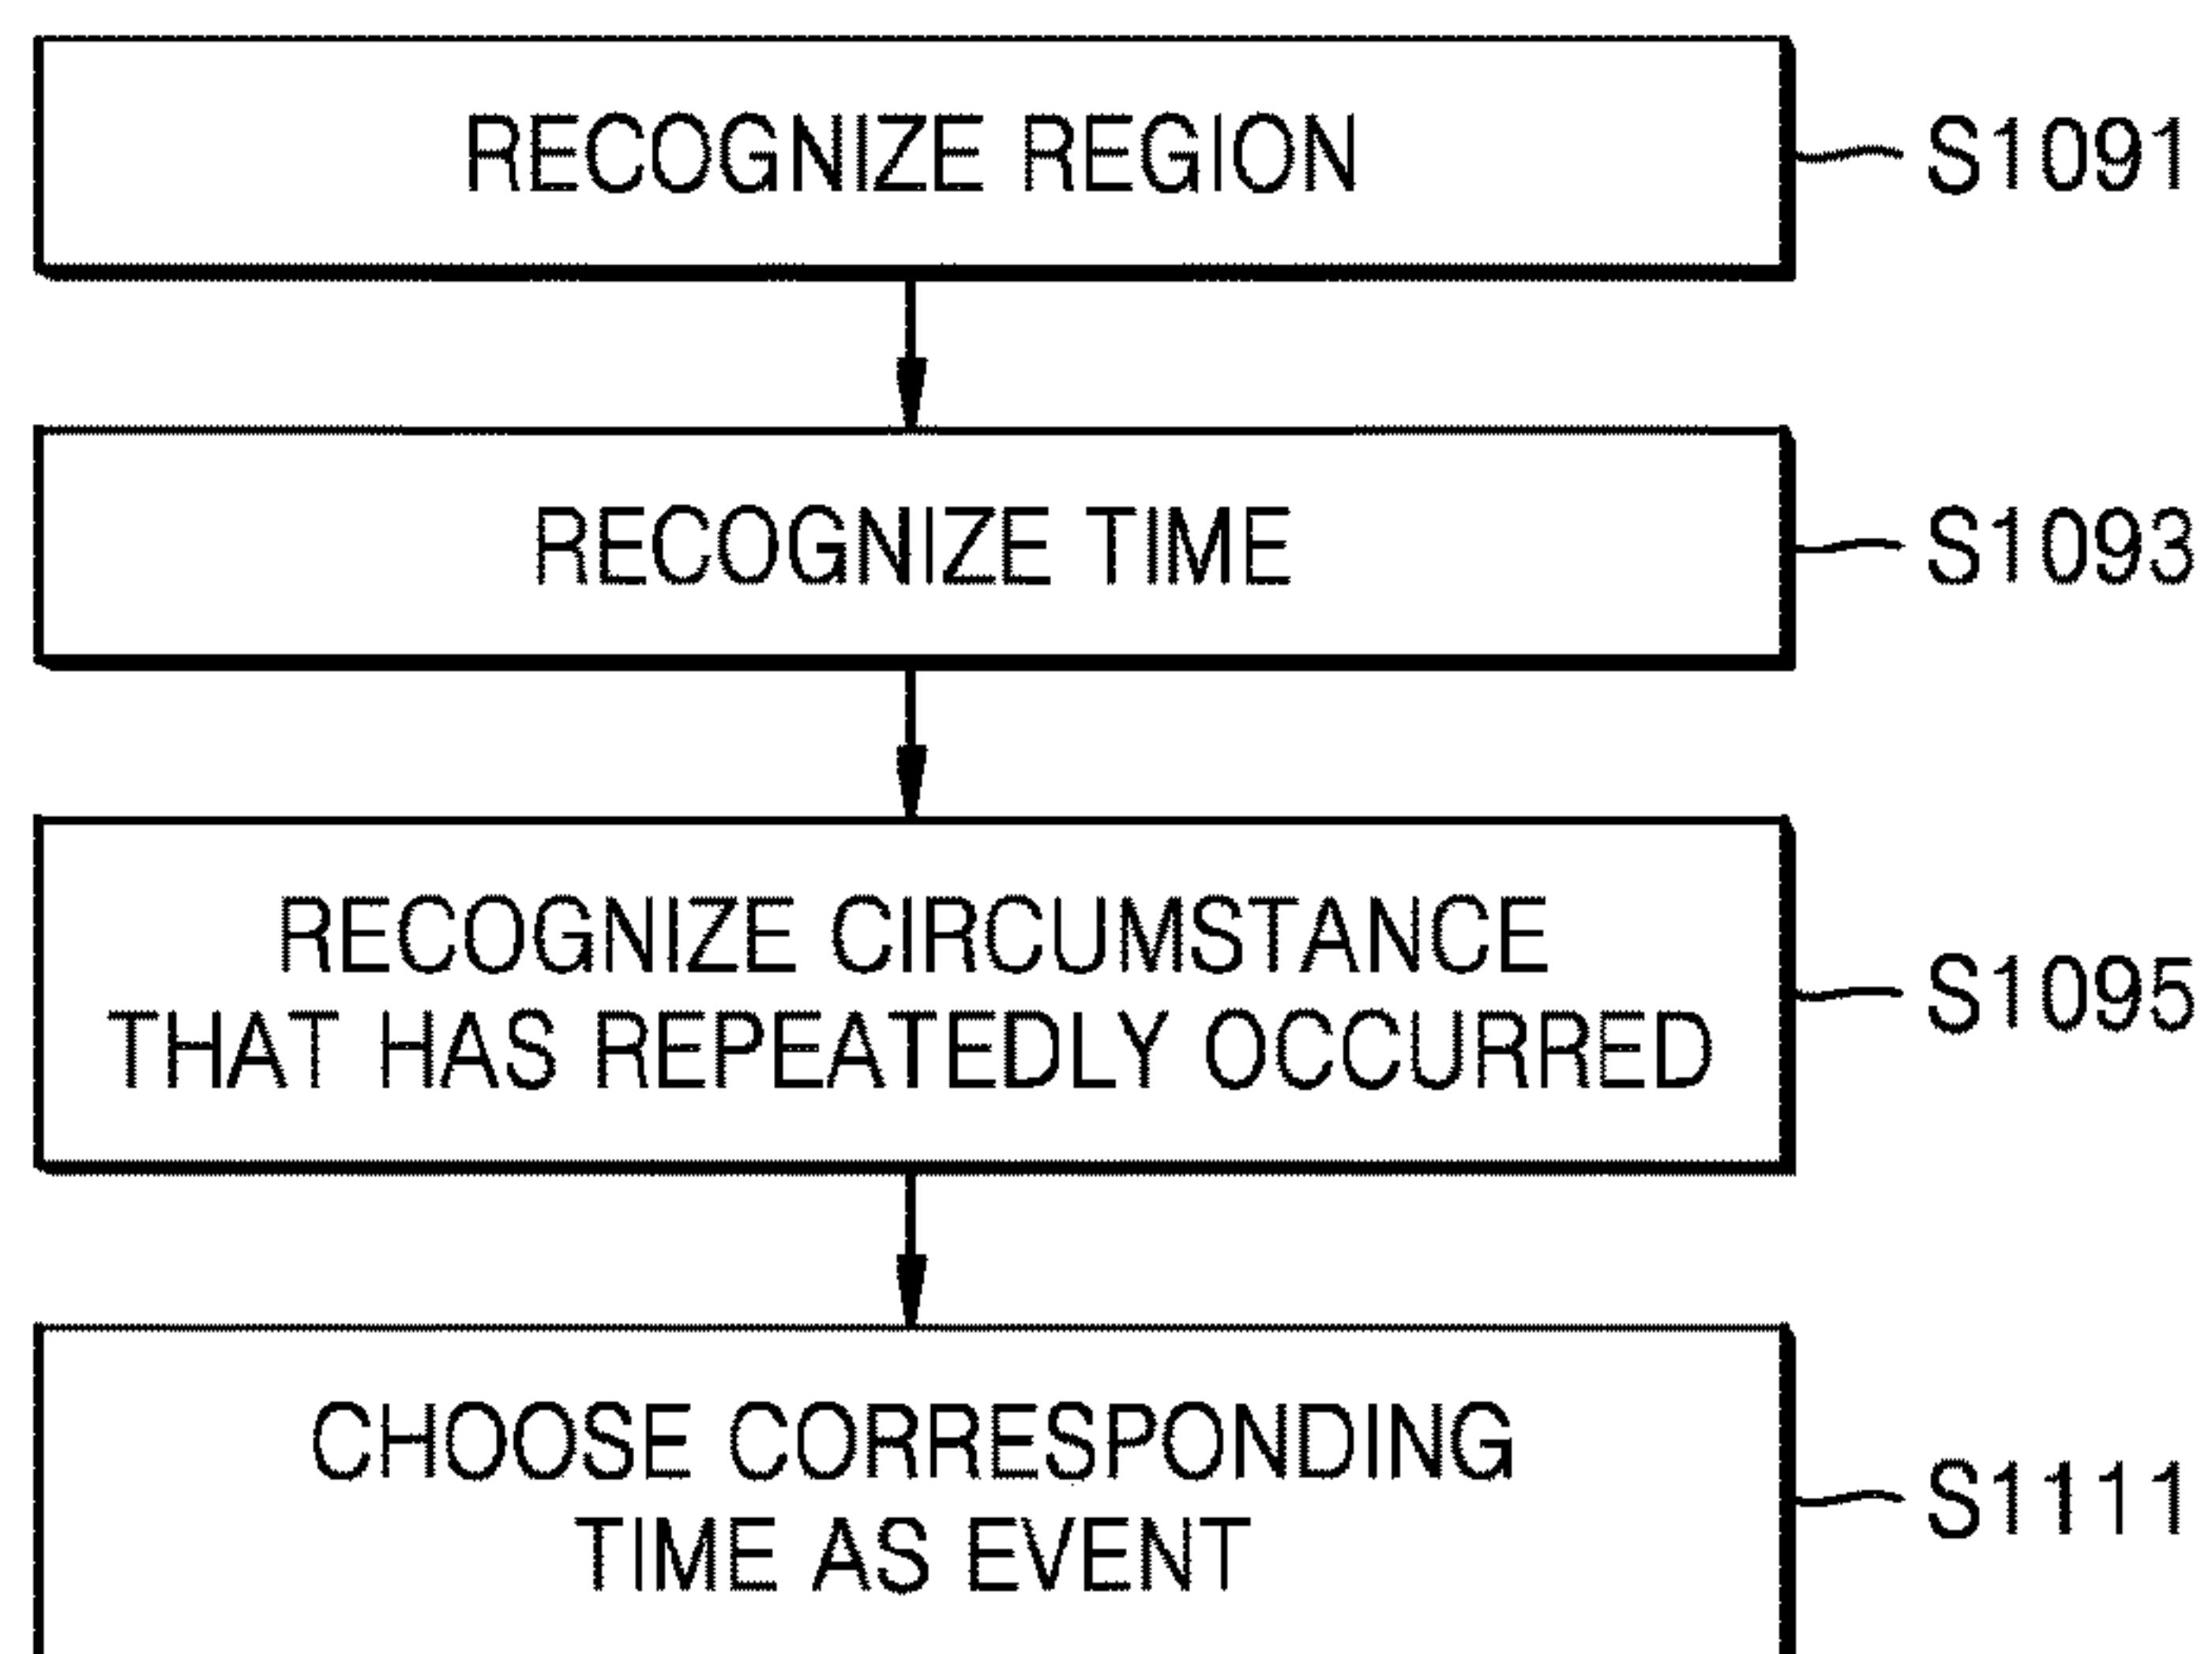 RECOGNIZE REGION
S1091
RECOGNIZE TIME
S1093
RECOGNIZE CIRCUMSTANCE
THAT HAS REPEATEDLY OCCURRED
S1095
CHOOSE CORRESPONDING
TIME AS EVENT
S1111